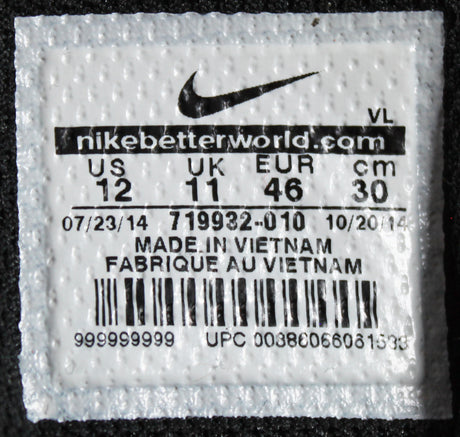 VL
nikebetterworld.com
US UK EUR cm
12 11 46 30
07/23/14 719932-010 10/20/14
MADE IN VIETNAM
FABRIQUE AU VIETNAM
999999999 UPC